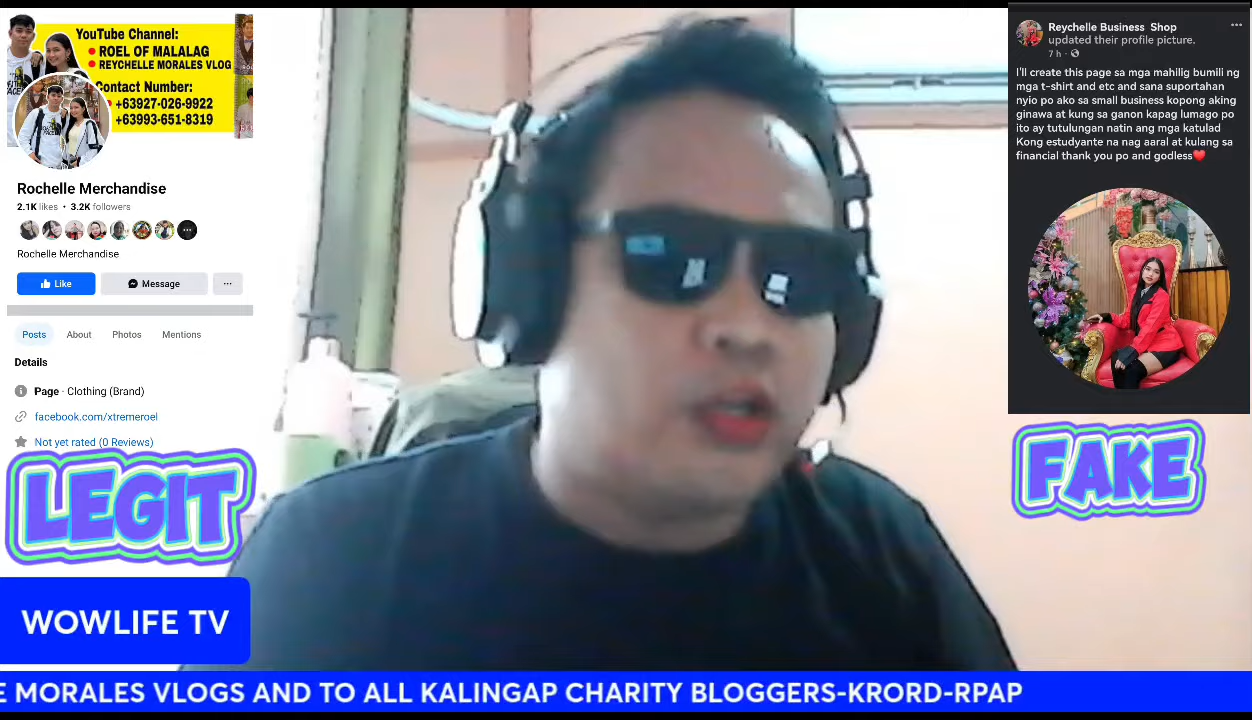 YouTube Channel:
ROEL OF MALALAG
REYCHELLE MORALES VLOG
Contact Number:
+63927-026-9922
+63993-651-8319
Rochelle Merchandise
2.1K likes • 3.2K followers
Rochelle Merchandise
Like
Message
Posts
About
Photos
Mentions
Details
Page · Clothing (Brand)
facebook.com/xtremeroel
Not yet rated (0 Reviews)
LEGIT
WOWLIFE TV
Reychelle Business Shop
updated their profile picture.
7 h ·
I'll create this page sa mga mahilig bumili ng
mga t-shirt and etc and sana suportahan
nyio po ako sa small business kopong aking
ginawa at kung sa ganon kapag lumago po
ito ay tutulungan natin ang mga katulad
Kong estudyante na nag aaral at kulang sa
financial thank you po and godless❤️
FAKE
E MORALES VLOGS AND TO ALL KALINGAP CHARITY BLOGGERS-KRORD-RPAP